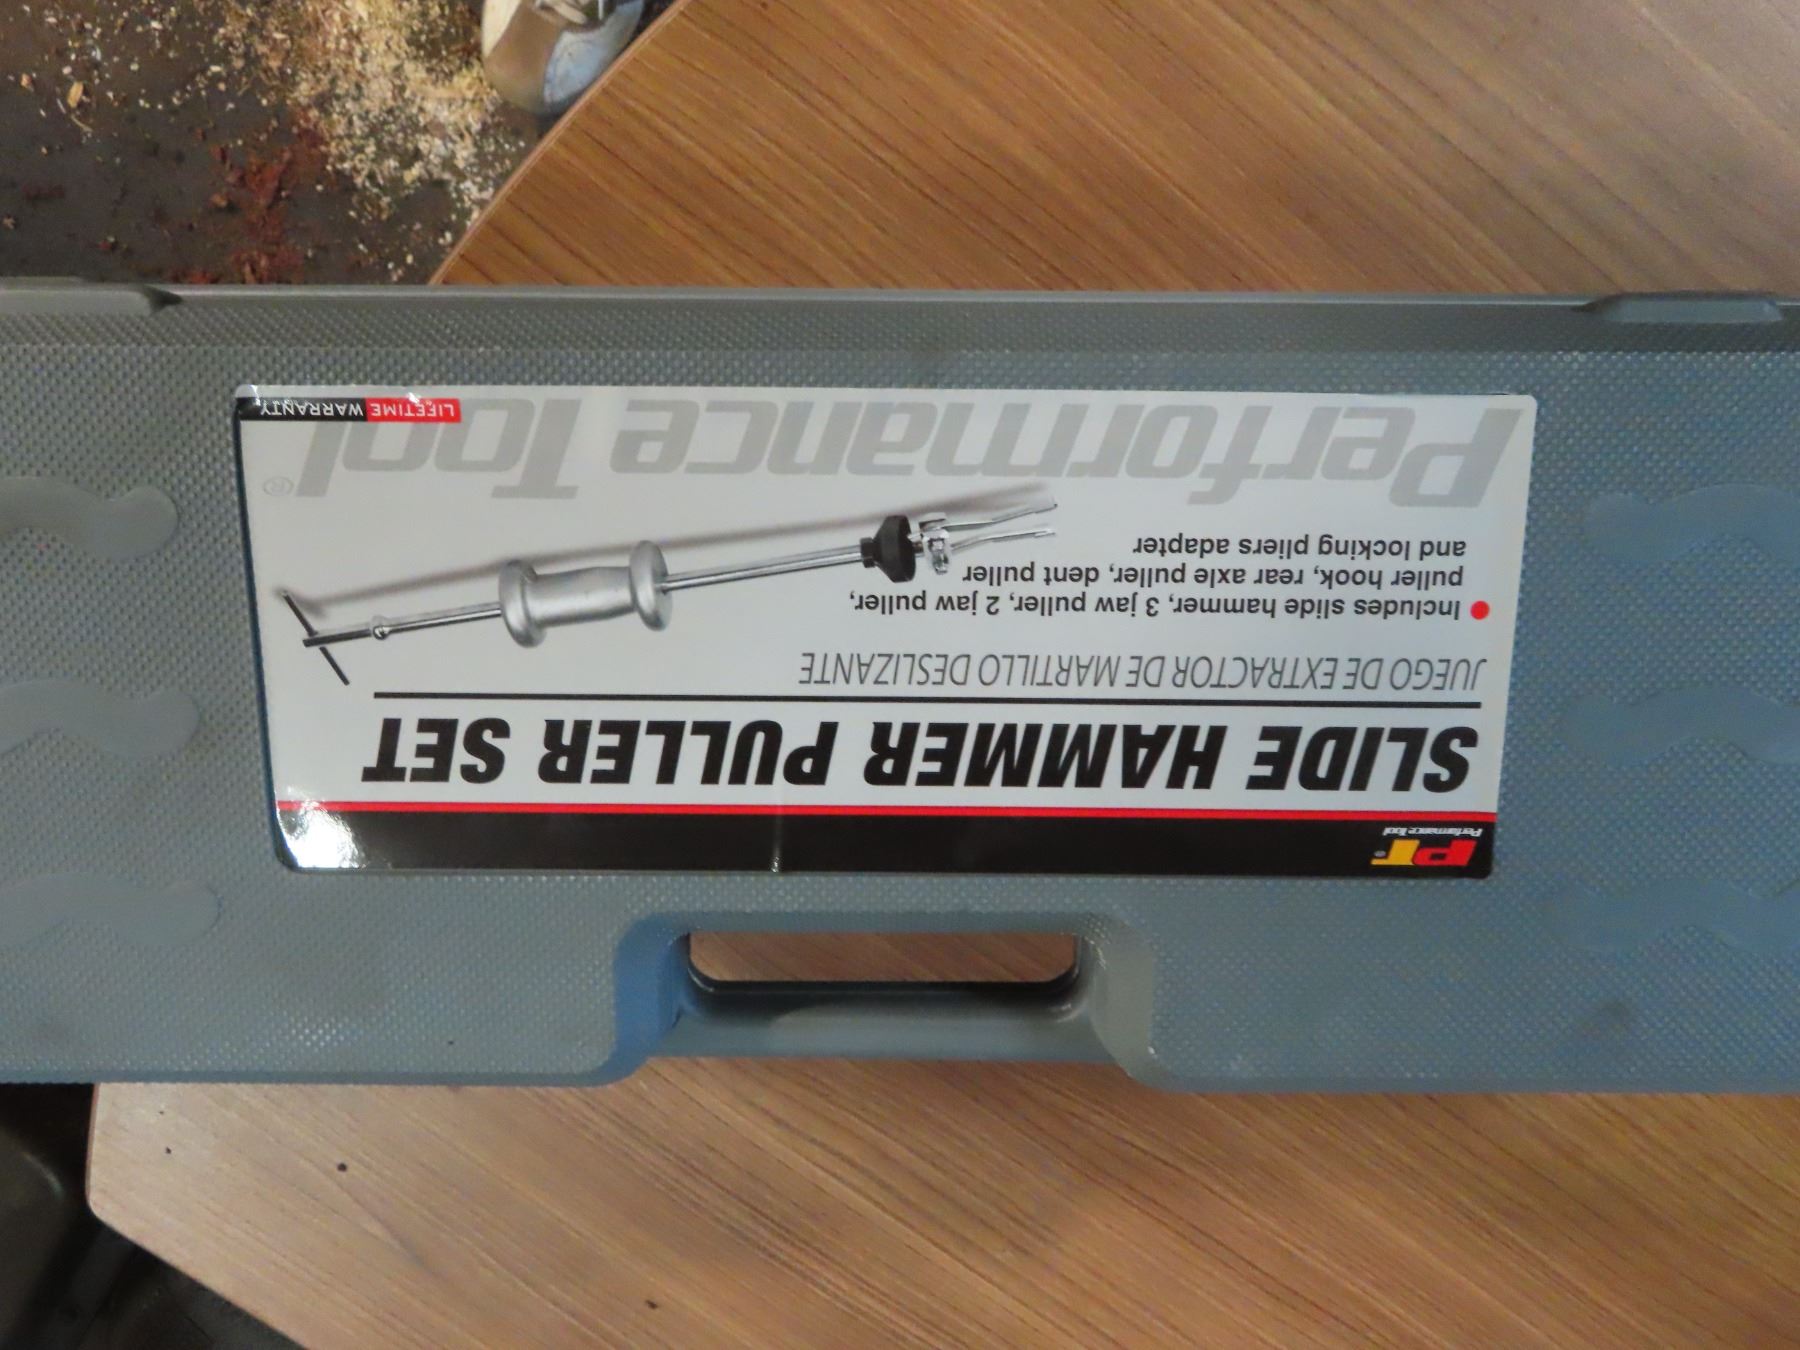 PT®
Performance Tool
SLIDE HAMMER PULLER SET
JUEGO DE EXTRACTOR DE MARTILLO DESLIZANTE
Includes slide hammer, 3 jaw puller, 2 jaw puller,
puller hook, rear axle puller, dent puller
and locking pliers adapter
Performance Tool®
LIFETIME WARRANTY